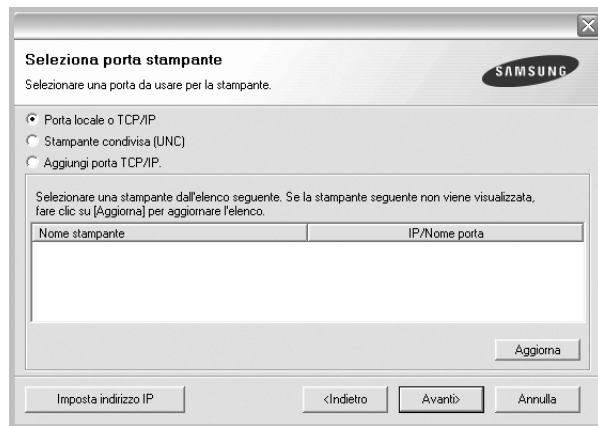 Seleziona porta stampante
Selezionare una porta da usare per la stampante.
SAMSUNG
Porta locale o TCP/IP
Stampante condivisa (UNC)
Aggiungi porta TCP/IP.
Selezionare una stampante dall'elenco seguente. Se la stampante seguente non viene visualizzata,
fare clic su [Aggiorna] per aggiornare l'elenco.
Nome stampante IP/Nome porta
Aggiorna
Imposta indirizzo IP <Indietro Avanti> Annulla